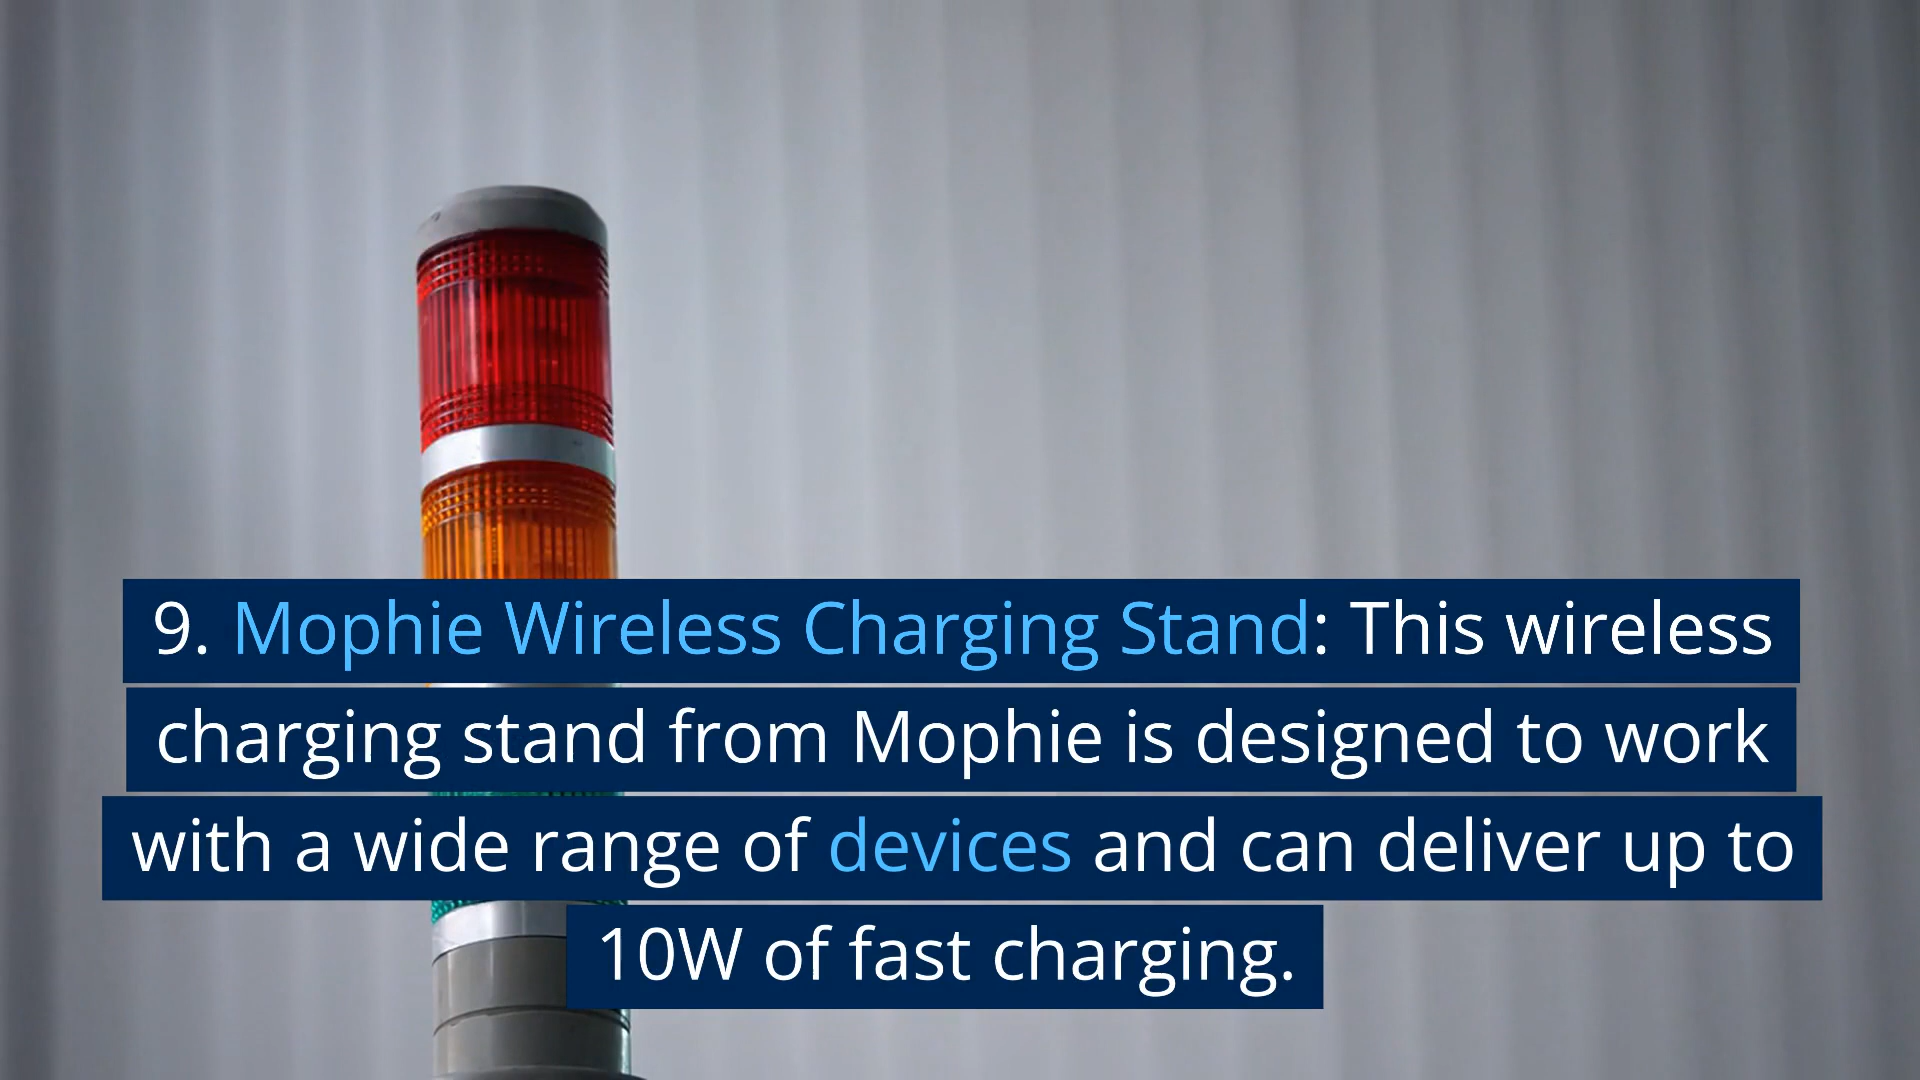 9. Mophie Wireless Charging Stand: This wireless
charging stand from Mophie is designed to work
with a wide range of devices and can deliver up to
10W of fast charging.